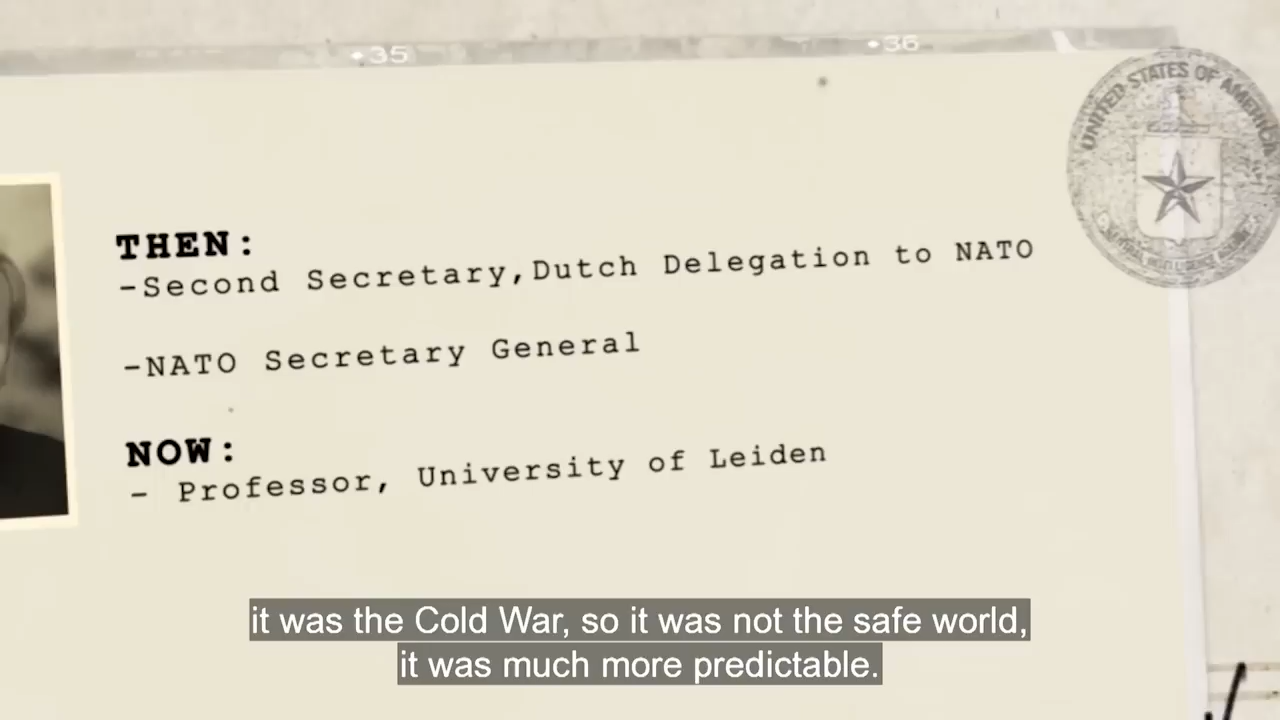 •35
•36
UNITED STATES OF AMERICA
THEN:
-Second Secretary,Dutch Delegation to NATO
-NATO Secretary General
NOW:
- Professor, University of Leiden
it was the Cold War, so it was not the safe world,
it was much more predictable.